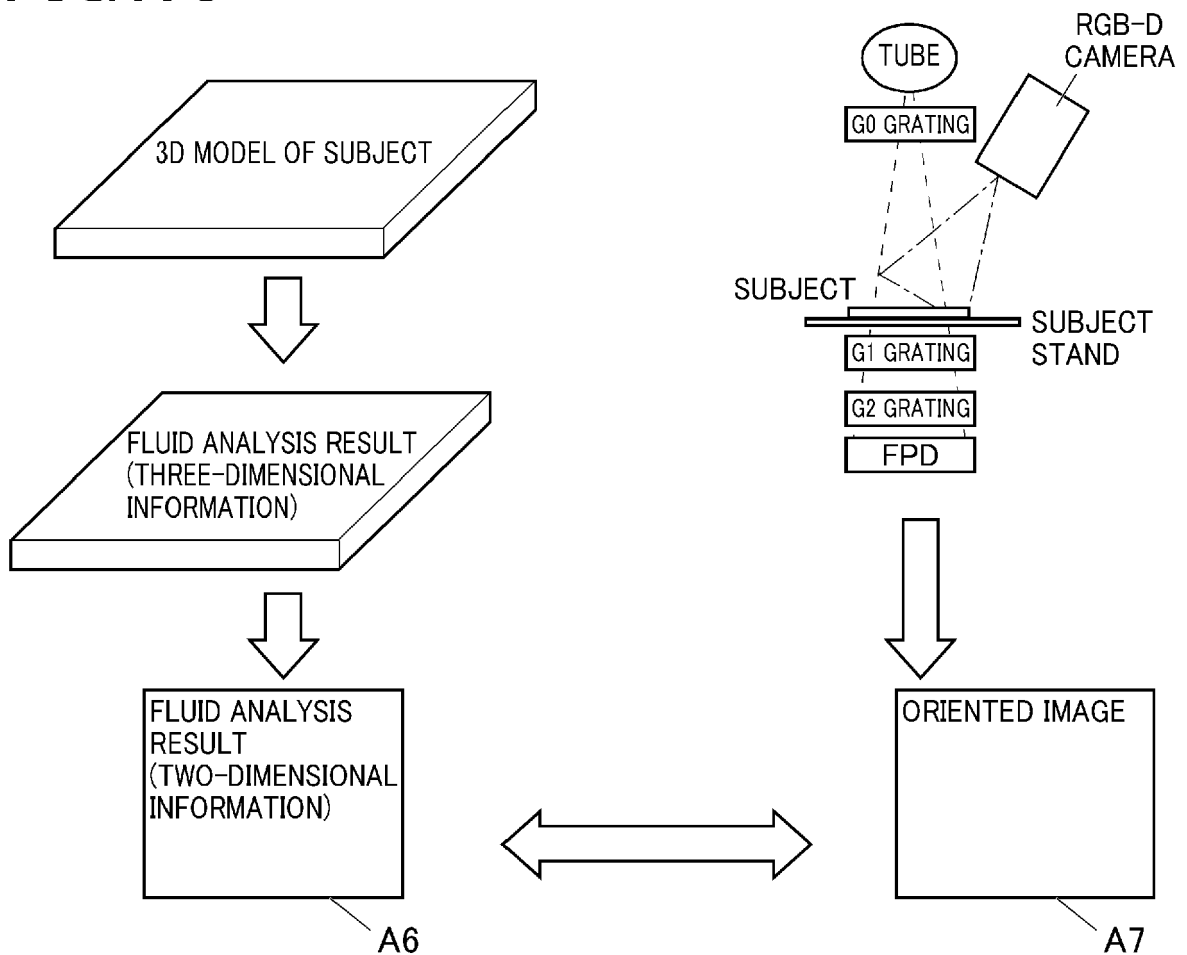 3D MODEL OF SUBJECT
FLUID ANALYSIS RESULT
(THREE-DIMENSIONAL
INFORMATION)
FLUID ANALYSIS
RESULT
(TWO-DIMENSIONAL
INFORMATION)
A6
TUBE
RGB-D
CAMERA
G0 GRATING
SUBJECT
SUBJECT
STAND
G1 GRATING
G2 GRATING
FPD
ORIENTED IMAGE
A7